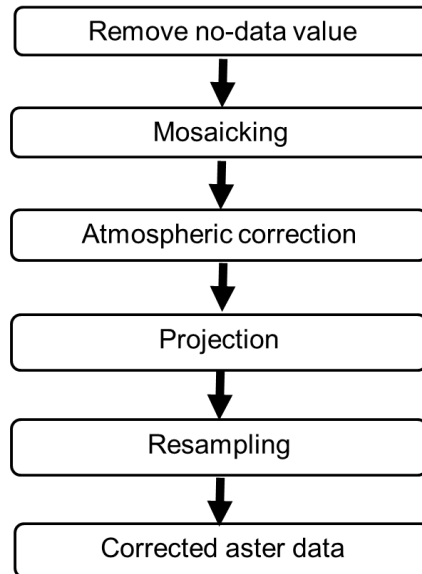 Remove no-data value
Mosaicking
Atmospheric correction
Projection
Resampling
Corrected aster data